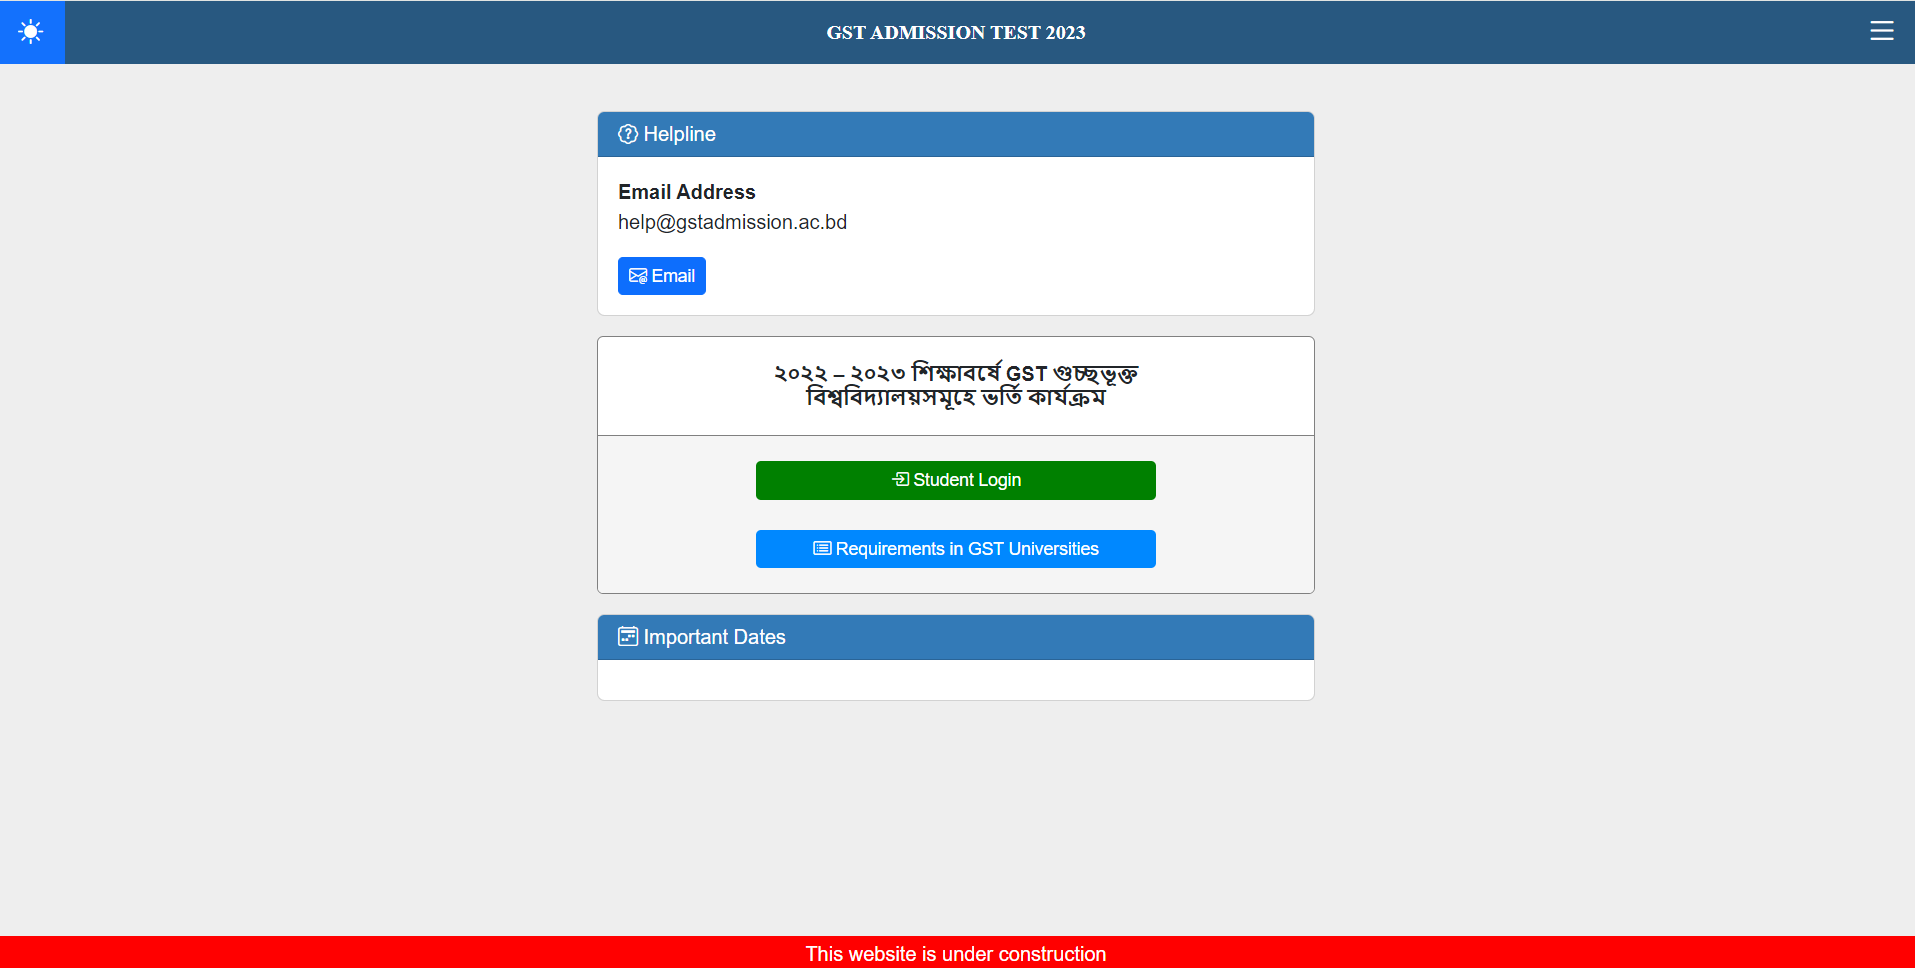 GST ADMISSION TEST 2023
Helpline
Email Address
help@gstadmission.ac.bd
Email
২০২২ – ২০২৩ শিক্ষাবর্ষে GST গুচ্ছভূক্ত
বিশ্ববিদ্যালয়সমূহে ভর্তি কার্যক্রম
Student Login
Requirements in GST Universities
Important Dates
This website is under construction